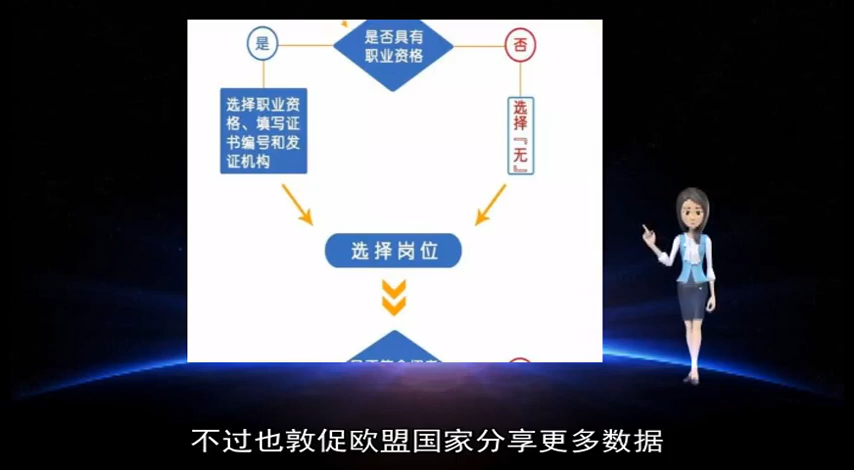 是否具有
职业资格
是
否
选择职业资
格、填写证
书编号和发
证机构
选择『无』
选择岗位
不过也敦促欧盟国家分享更多数据